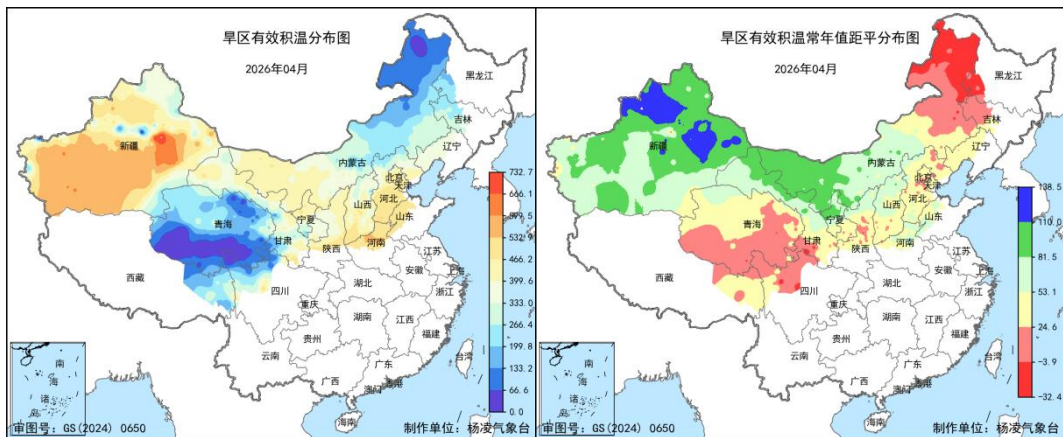 旱区有效积温分布图
2026年04月
黑龙江
吉林
辽宁
新疆
内蒙古
北京
天津
河北
山西
山东
宁夏
青海
甘肃
陕西
河南
江苏
西藏
安徽
上海
四川
湖北
浙江
重庆
湖南
江西
贵州
福建
云南
台湾
广西
广东
澳门
香港
海南
南
海
诸
岛
732.7
666.1
599.5
532.9
466.2
399.6
333.0
266.4
199.8
133.2
66.6
0.0
审图号: GS(2024) 0650
制作单位: 杨凌气象台
旱区有效积温常年值距平分布图
2026年04月
黑龙江
吉林
辽宁
新疆
内蒙古
北京
天津
河北
山西
山东
宁夏
青海
甘肃
陕西
河南
江苏
西藏
安徽
上海
四川
湖北
浙江
重庆
湖南
江西
贵州
福建
云南
台湾
广西
广东
澳门
香港
海南
南
海
诸
岛
138.5
110.0
81.5
53.1
24.6
-3.9
-32.4
审图号: GS(2024) 0650
制作单位: 杨凌气象台